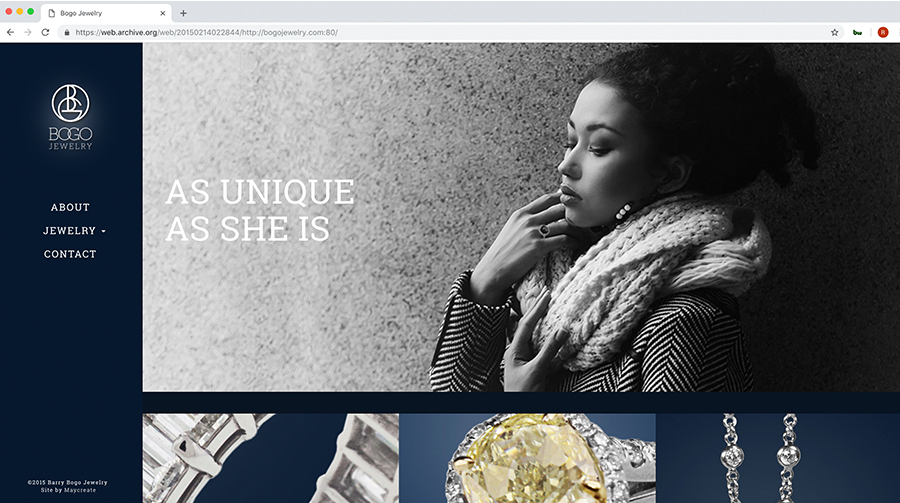 Bogo Jewelry
https://web.archive.org/web/20150214022844/http://bogojewelry.com:80/
R
BOGO
JEWELRY
ABOUT
JEWELRY
CONTACT
AS UNIQUE
AS SHE IS
©2015 Barry Bogo Jewelry
Site by Maycreate